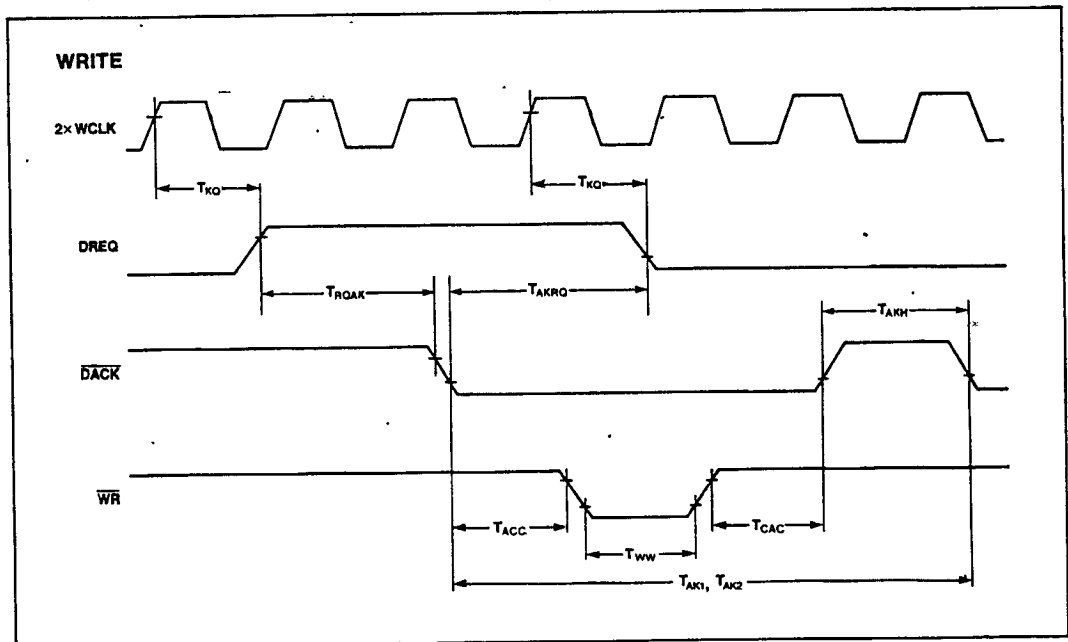 WRITE
2× WCLK
TKQ TKQ
DREQ
TRQAK TAKRQ TAKH
DACK
WR
TACC TCAC
TWW
TAK1, TAK2